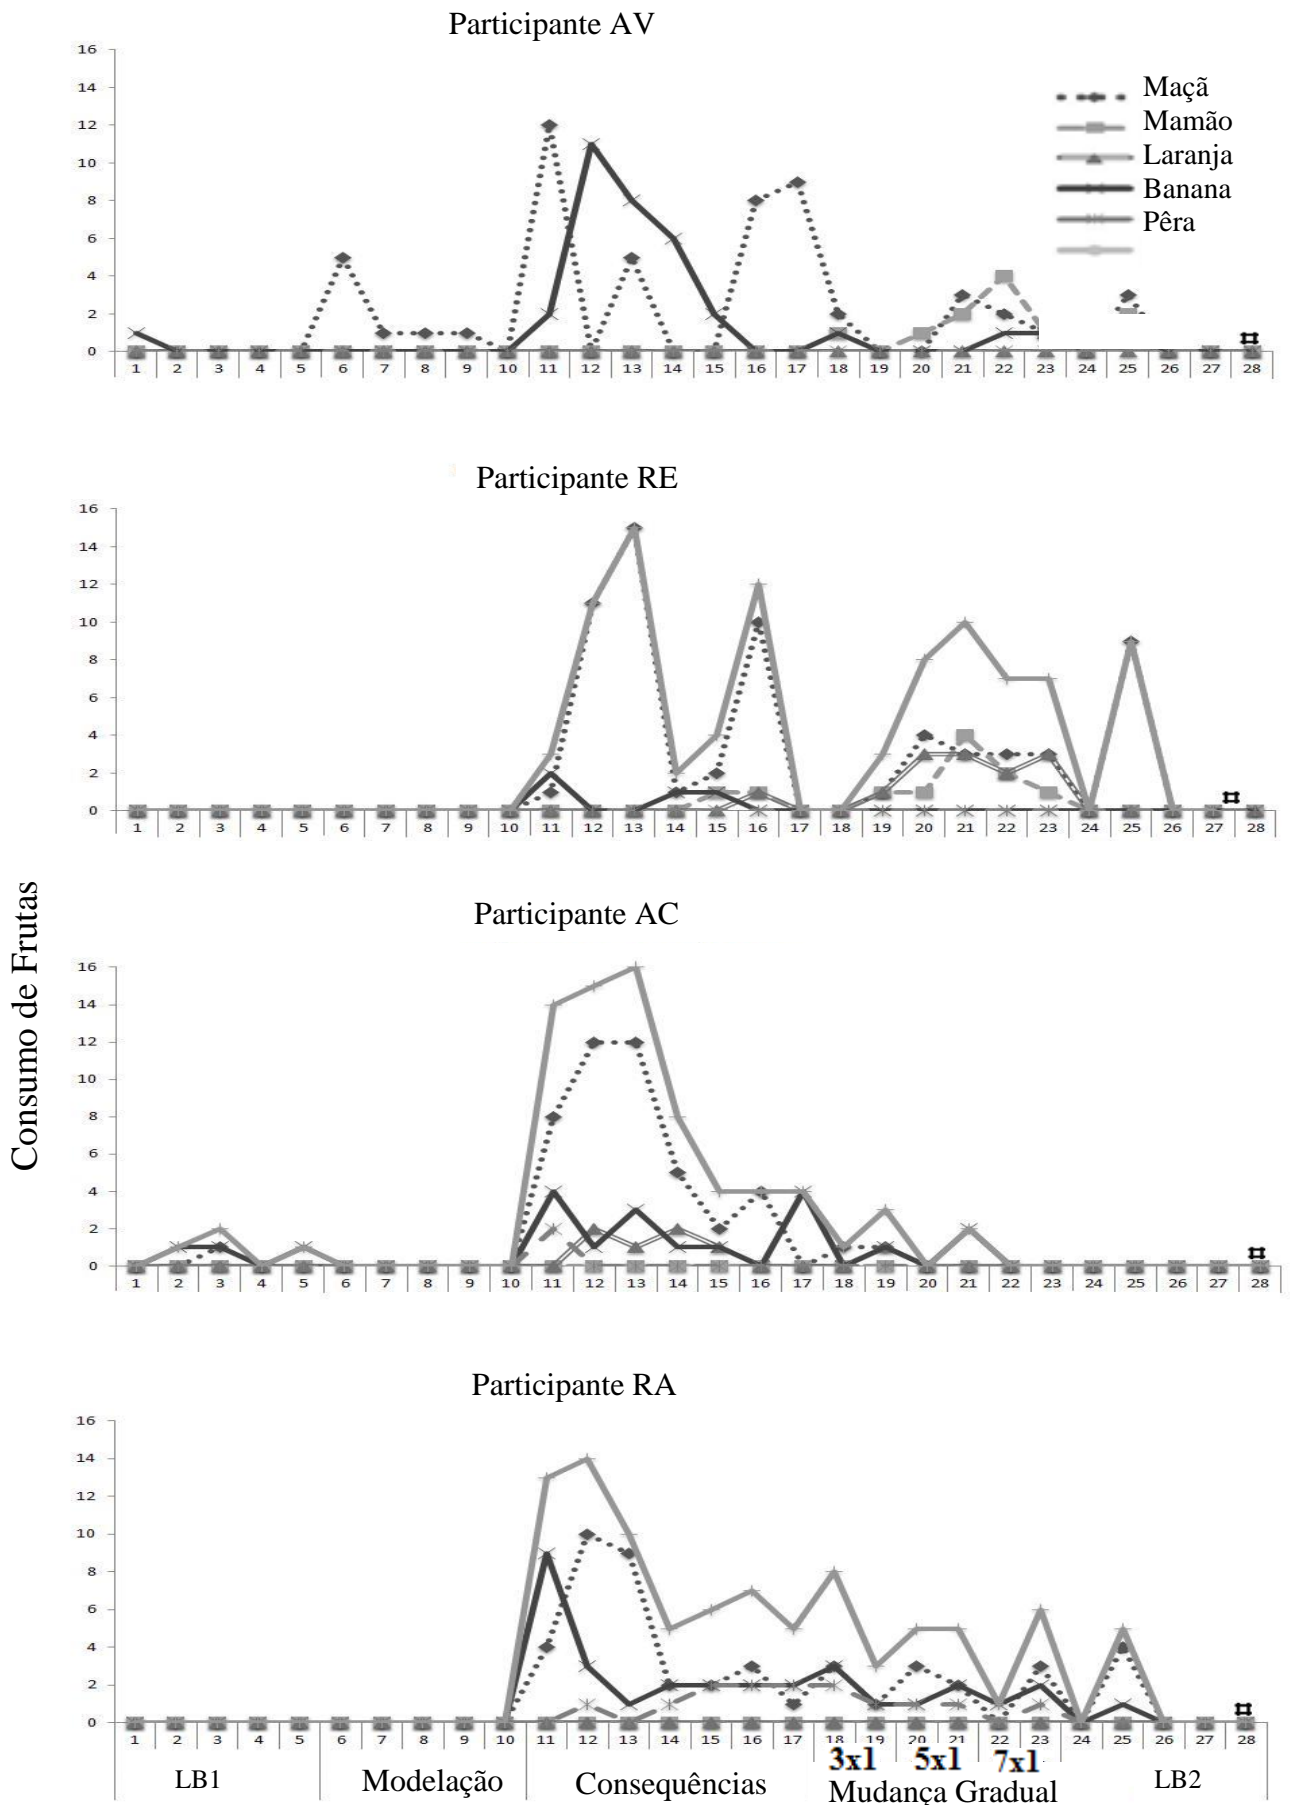 Participante AV
16
14
12
10
8
6
4
2
0
Maçã
Mamão
Laranja
Banana
Pêra
1 2 3 4 5 6 7 8 9 10 11 12 13 14 15 16 17 18 19 20 21 22 23 24 25 26 27 28
Participante RE
16
14
12
10
8
6
4
2
0
1 2 3 4 5 6 7 8 9 10 11 12 13 14 15 16 17 18 19 20 21 22 23 24 25 26 27 28
Consumo de Frutas
Participante AC
16
14
12
10
8
6
4
2
0
1 2 3 4 5 6 7 8 9 10 11 12 13 14 15 16 17 18 19 20 21 22 23 24 25 26 27 28
Participante RA
16
14
12
10
8
6
4
2
0
1 2 3 4 5 6 7 8 9 10 11 12 13 14 15 16 17 18 19 20 21 22 23 24 25 26 27 28
3x1 5x1 7x1
LB1 Modelação Consequências Mudança Gradual LB2